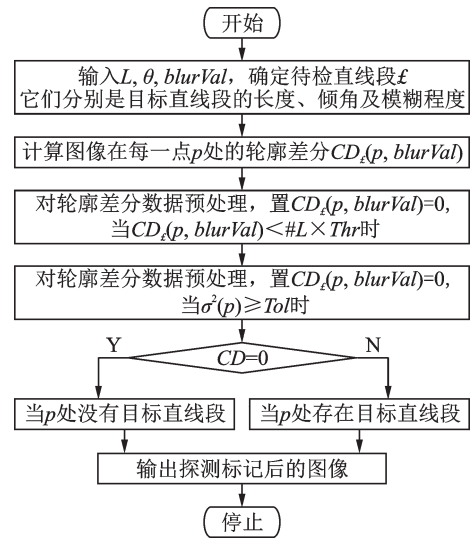 开始
输入L, θ, blurVal，确定待检直线段£
它们分别是目标直线段的长度、倾角及模糊程度
计算图像在每一点p处的轮廓差分CD£(p, blurVal)
对轮廓差分数据预处理，置CD£(p, blurVal)=0,
当CD£(p, blurVal)＜#L×Thr时
对轮廓差分数据预处理，置CD£(p, blurVal)=0,
当σ²(p)≥Tol时
Y
CD=0
N
当p处没有目标直线段
当p处存在目标直线段
输出探测标记后的图像
停止